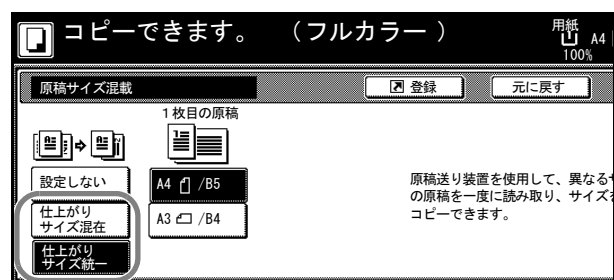 コピーできます。 （フルカラー ）
用紙
A4
100%
原稿サイズ混載
登録
元に戻す
1枚目の原稿
設定しない
A4 /B5
仕上がり
サイズ混在
A3 /B4
仕上がり
サイズ統一
原稿送り装置を使用して、異なるサ
の原稿を一度に読み取り、サイズを
コピーできます。